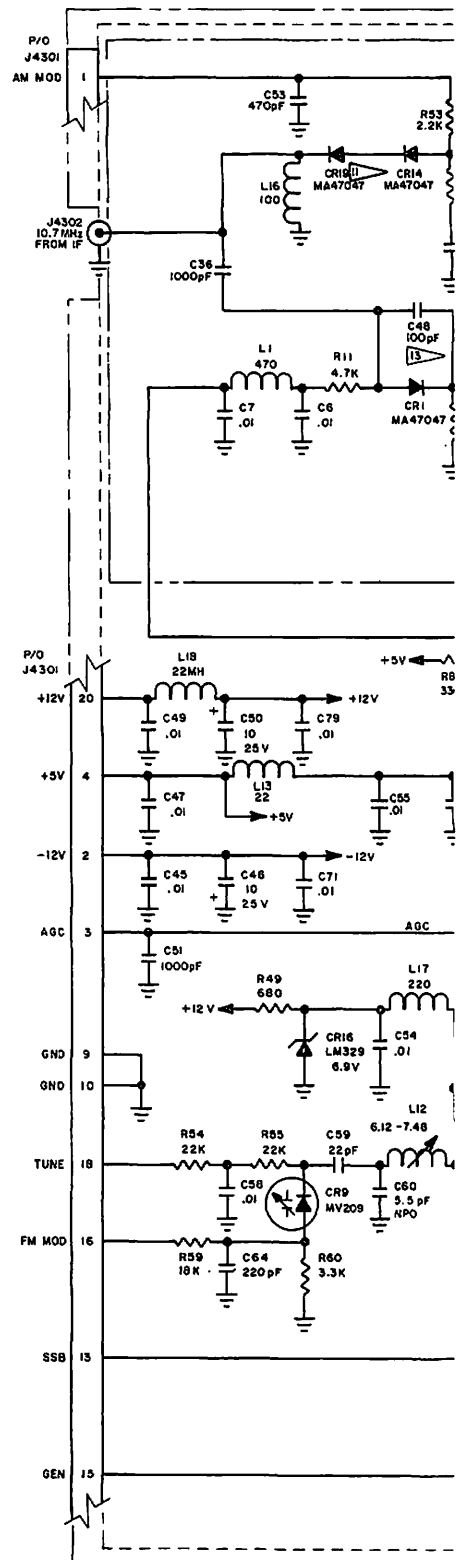 P/O
J4301
AM MOD 1
C53
470pF
R53
2.2K
CR19
MA47047
11
CR14
MA47047
L16
100
J4302
10.7MHz
FROM IF
C36
1000pF
C48
100pF
13
L1
470
R11
4.7K
C7
.01
C6
.01
CR1
MA47047
P/O
J4301
L18
22MH
+5V
+12V 20
+12V
C49
.01
+
C50
10
25V
C79
.01
+5V 4
L13
22
C47
.01
+5V
C55
.01
-12V 2
-12V
C45
.01
+
C46
10
25V
C71
.01
AGC 3
AGC
C51
1000pF
R49
680
L17
220
+12V
CR16
LM329
6.9V
C54
.01
GND 9
GND 10
L12
6.12-7.48
R54
22K
R55
22K
C59
22pF
TUNE 18
C58
.01
CR9
MV209
C60
5.5pF
NPO
FM MOD 16
R59
18K
C64
220pF
R60
3.3K
SSB 13
GEN 15